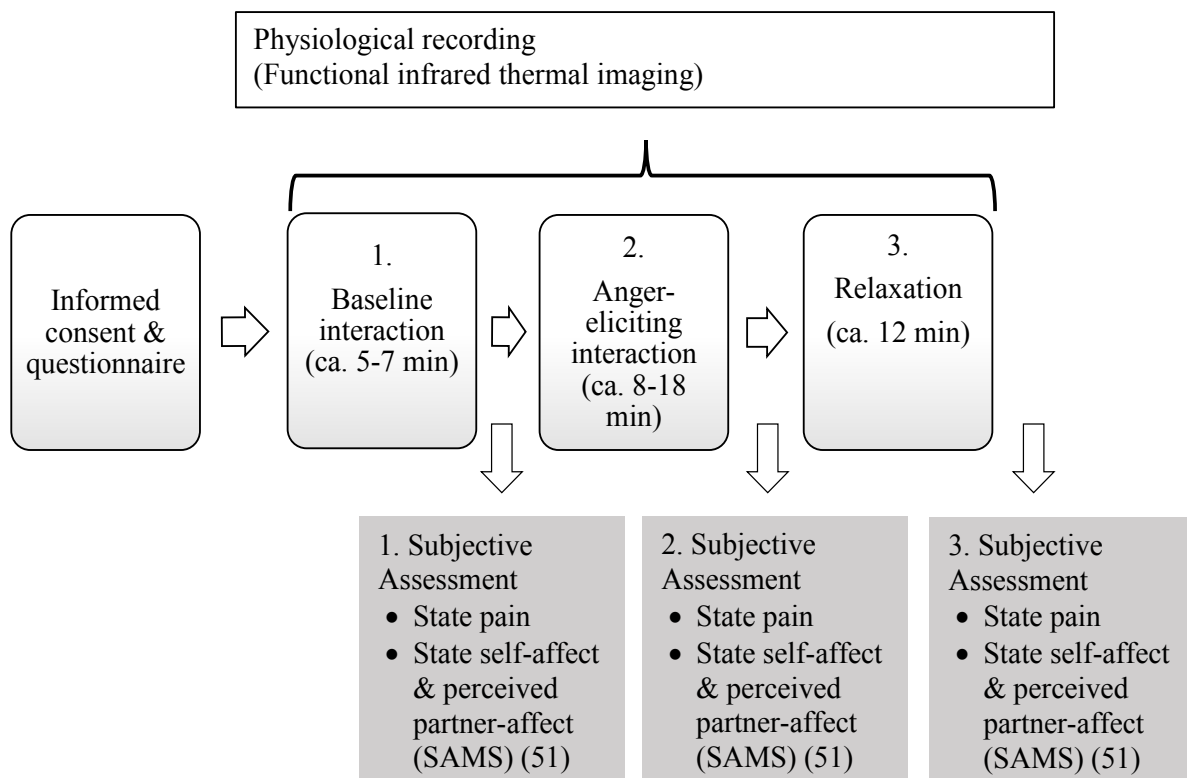 Physiological recording
(Functional infrared thermal imaging)
Informed
consent &
questionnaire
1.
Baseline
interaction
(ca. 5-7 min)
2.
Anger-
eliciting
interaction
(ca. 8-18
min)
3.
Relaxation
(ca. 12 min)
1. Subjective
Assessment
• State pain
• State self-affect
& perceived
partner-affect
(SAMS) (51)
2. Subjective
Assessment
• State pain
• State self-affect
& perceived
partner-affect
(SAMS) (51)
3. Subjective
Assessment
• State pain
• State self-affect
& perceived
partner-affect
(SAMS) (51)